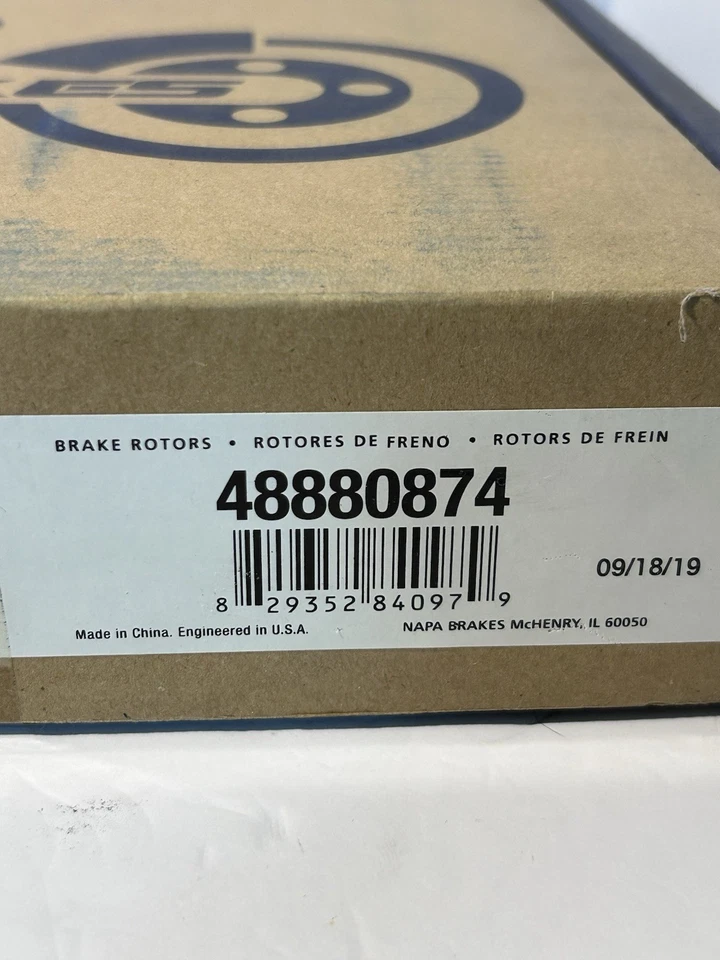 KES
BRAKE ROTORS • ROTORES DE FRENO • ROTORS DE FREIN
48880874
09/18/19
8 29352 84097 9
Made in China. Engineered in U.S.A.
NAPA BRAKES McHENRY, IL 60050